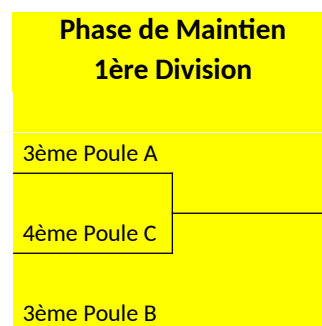 Phase de Maintien
1ère Division
3ème Poule A
4ème Poule C
3ème Poule B